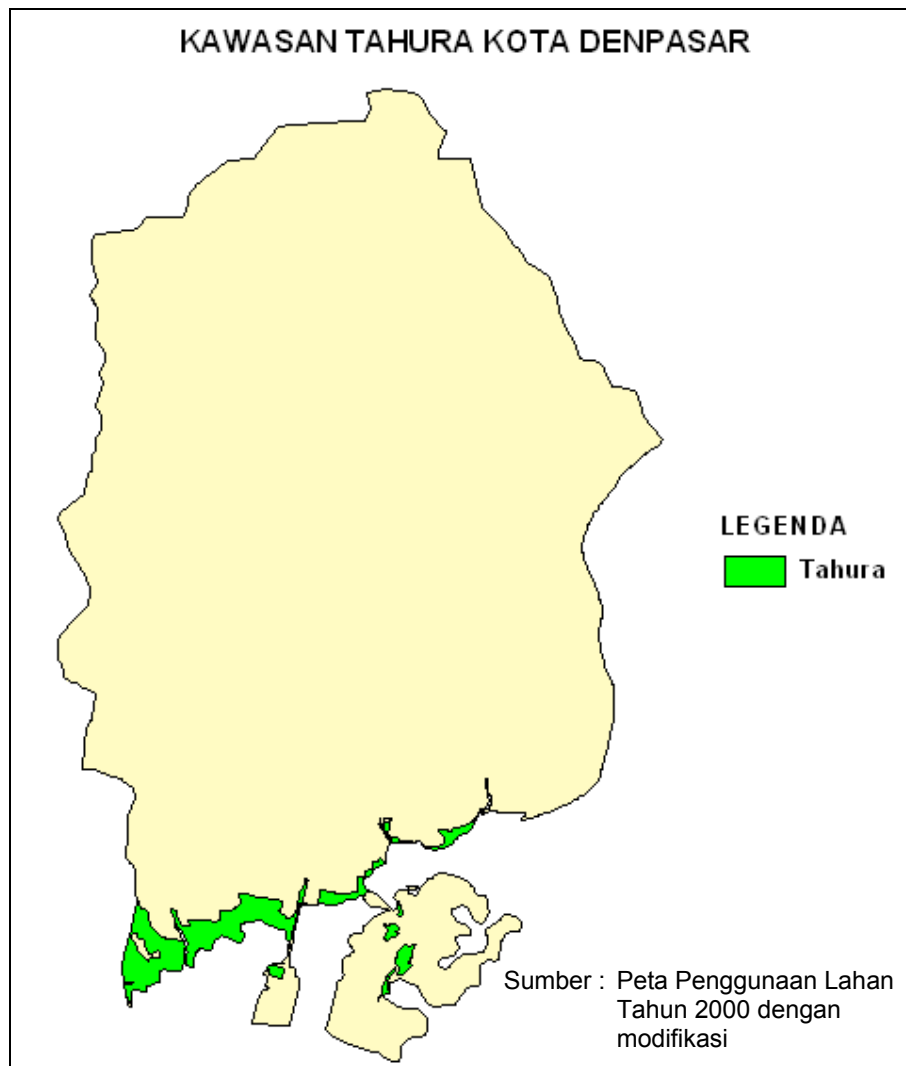 KAWASAN TAHURA KOTA DENPASAR
LEGENDA
Tahura
Sumber : Peta Penggunaan Lahan
Tahun 2000 dengan
modifikasi